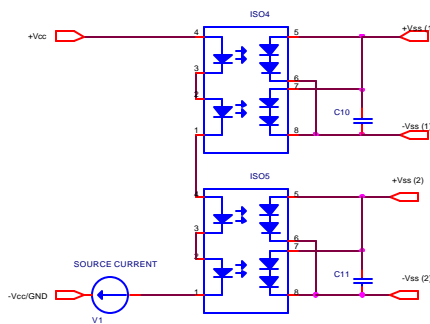 ISO4
+Vcc
4
5
+Vss (1
3
6
7
2
C10
1
8
-Vss (1)
ISO5
4
5
+Vss (2)
3
6
7
2
SOURCE CURRENT
C11
-Vss (2)
-Vcc/GND
1
8
V1